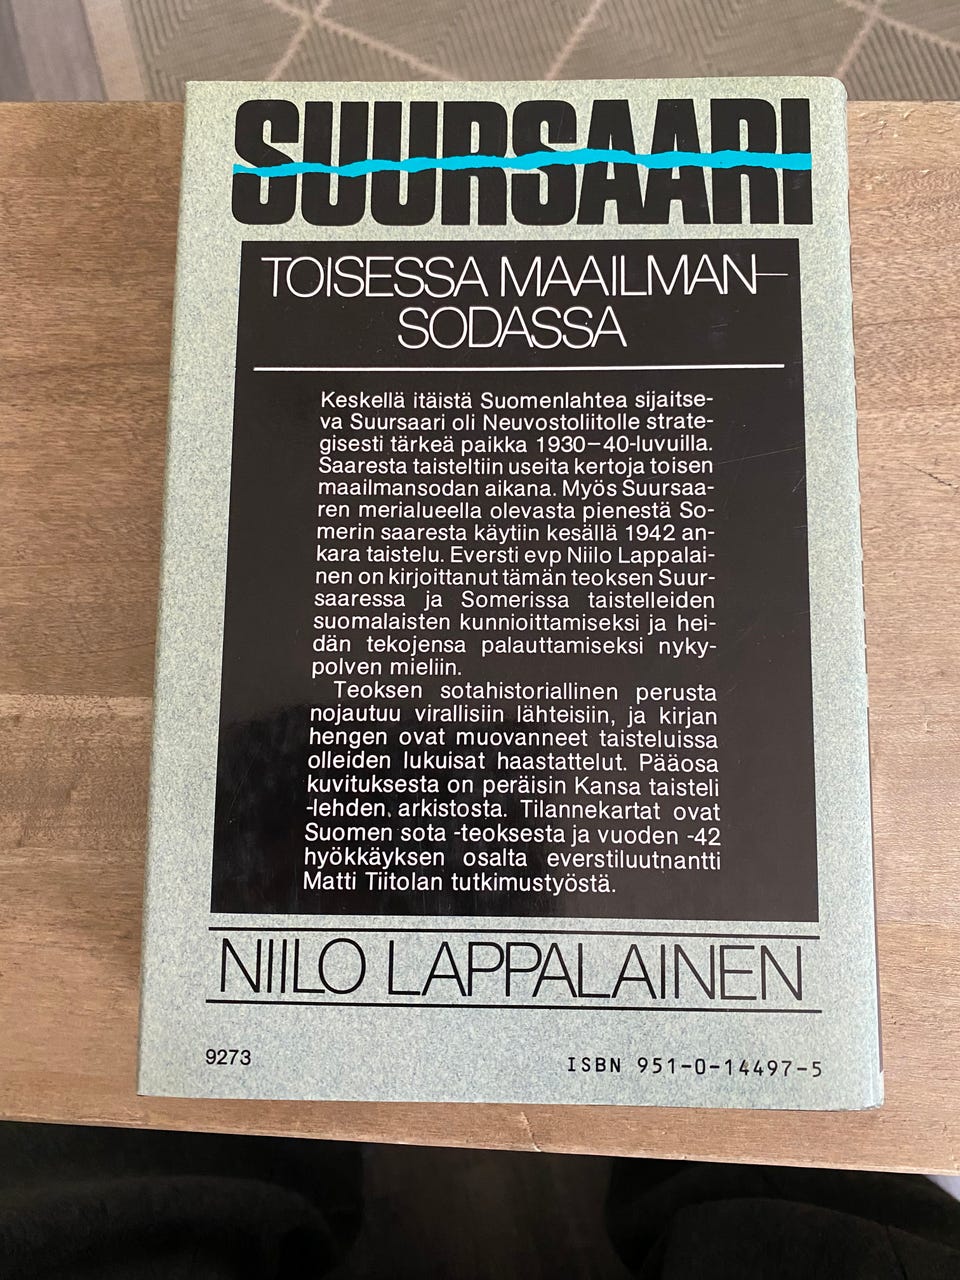 SUURSAARI
TOISESSA MAAILMAN-
SODASSA
Keskellä itäistä Suomenlahtea sijaitse-
va Suursaari oli Neuvostoliitolle strate-
gisesti tärkeä paikka 1930–40-luvuilla.
Saaresta taisteltiin useita kertoja toisen
maailmansodan aikana. Myös Suursaa-
ren merialueella olevasta pienestä So-
merin saaresta käytiin kesällä 1942 an-
kara taistelu. Eversti evp Niilo Lappalai-
nen on kirjoittanut tämän teoksen Suur-
saaressa ja Somerissa taistelleiden
suomalaisten kunnioittamiseksi ja hei-
dän tekojensa palauttamiseksi nyky-
polven mieliin.
Teoksen sotahistoriallinen perusta
nojautuu virallisiin lähteisiin, ja kirjan
hengen ovat muovanneet taisteluissa
olleiden lukuisat haastattelut. Pääosa
kuvituksesta on peräisin Kansa taisteli
-lehden arkistosta. Tilannekartat ovat
Suomen sota -teoksesta ja vuoden -42
hyökkäyksen osalta everstiluutnantti
Matti Tiitolan tutkimustyöstä.
NIILO LAPPALAINEN
9273
ISBN 951-0-14497-5